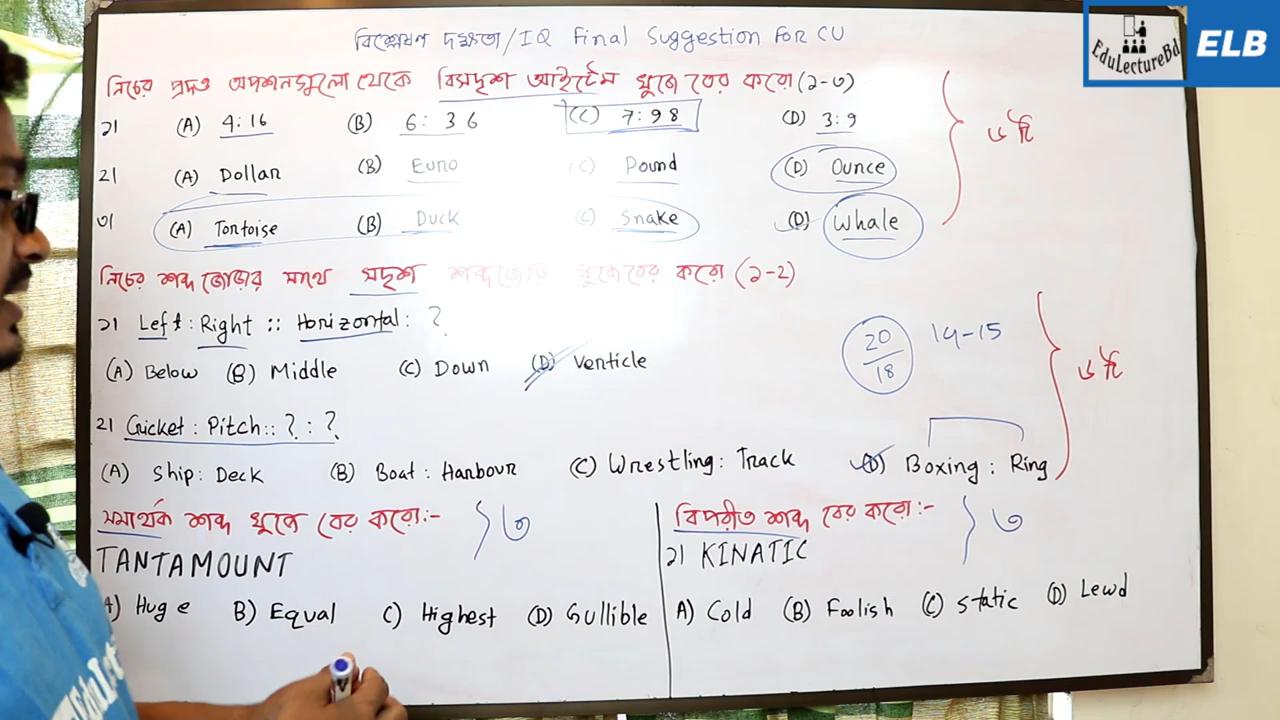 বিশ্লেষণ দক্ষতা/IQ Final Suggestion For CU
EduLectureBd
ELB
নিচের প্রদত্ত অপশনগুলো থেকে বিসদৃশ আইটেম খুজে বের করো (১-৩)
১। (A) 4:16 (B) 6:36 (C) 7:98 (D) 3:9
২। (A) Dollar (B) Euro (C) Pound (D) Ounce
৩। (A) Tortoise (B) Duck (C) Snake (D) Whale
৬ টি
নিচের শব্দ জোড়ার সাথে সদৃশ শব্দজোড় খুজে বের করো (১-২)
১। Left : Right :: Horizontal : ?
(A) Below (B) Middle (C) Down (D) Verticle
20/18 14-15
৬ টি
২। Cricket : Pitch :: ? : ?
(A) Ship : Deck (B) Boat : Harbour (C) Wrestling : Track (D) Boxing : Ring
সমার্থক শব্দ খুজে বের করো:- ৩
TANTAMOUNT
A) Huge B) Equal C) Highest (D) Gullible
বিপরীত শব্দ বের করো:- ৩
২। KINATIC
A) Cold (B) Foolish (C) Static (D) Lewd